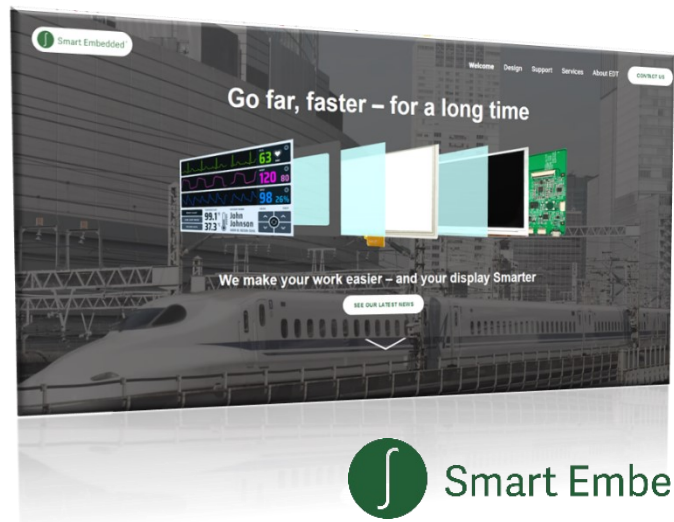 Smart Embedded
Welcome
Design
Support
Services
About EDT
CONTACT US
Go far, faster – for a long time
63
120 80
98 26%
99.1°
37.3°
John
Johnson
We make your work easier – and your display Smarter
SEE OUR LATEST NEWS
Smart Embe